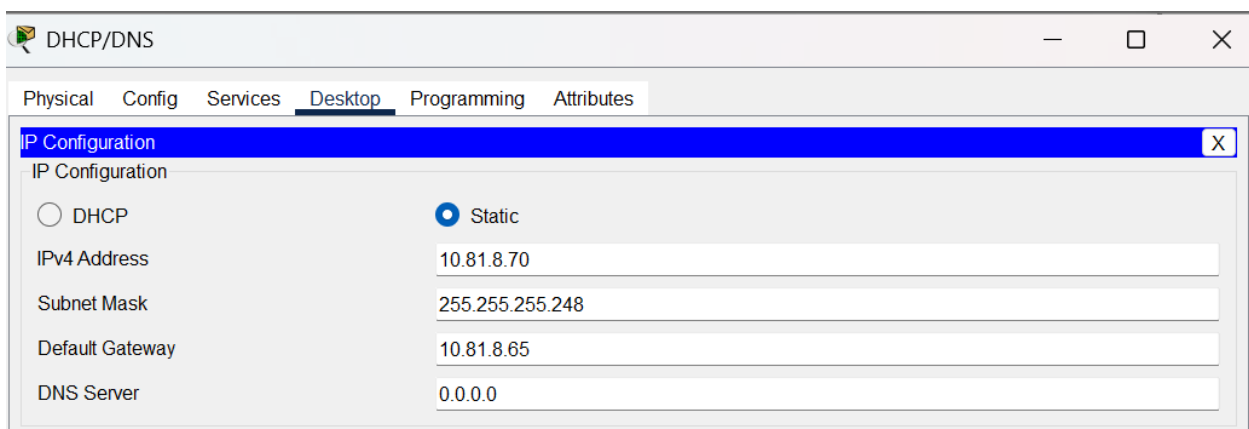 DHCP/DNS
Physical Config Services Desktop Programming Attributes
IP Configuration X
IP Configuration
DHCP Static
IPv4 Address 10.81.8.70
Subnet Mask 255.255.255.248
Default Gateway 10.81.8.65
DNS Server 0.0.0.0